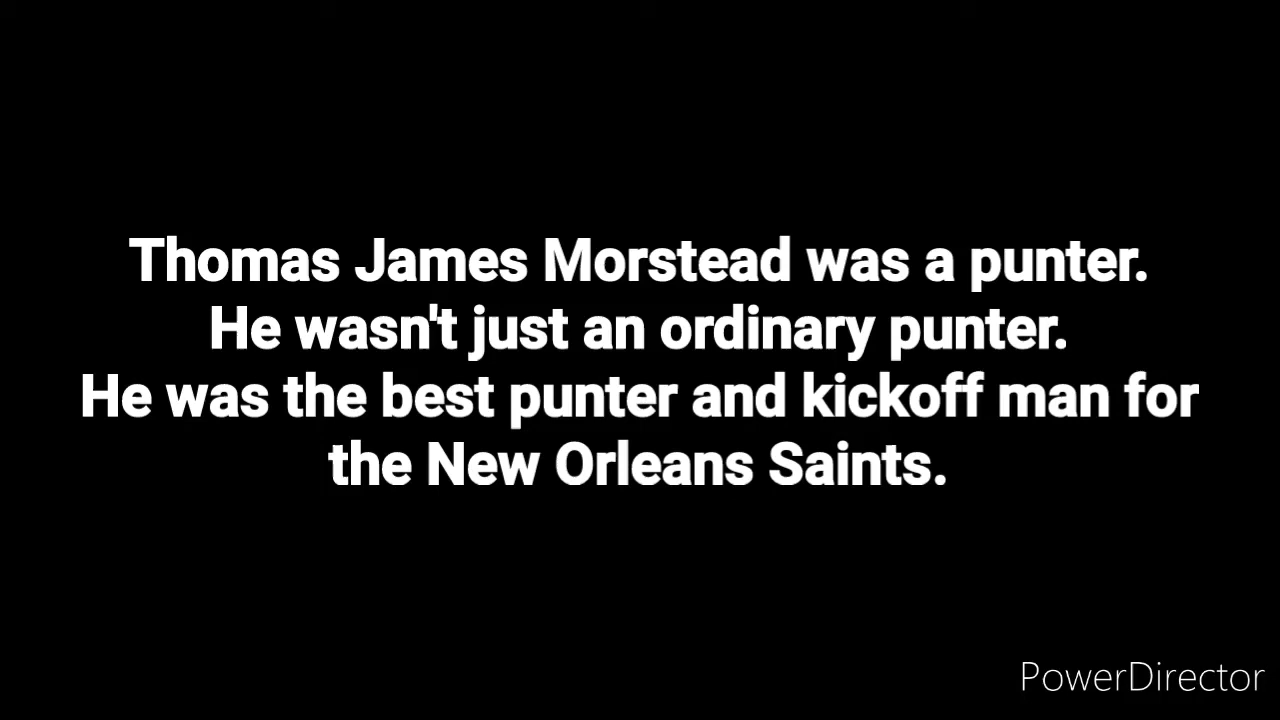 Thomas James Morstead was a punter.
He wasn't just an ordinary punter.
He was the best punter and kickoff man for
the New Orleans Saints.
PowerDirector